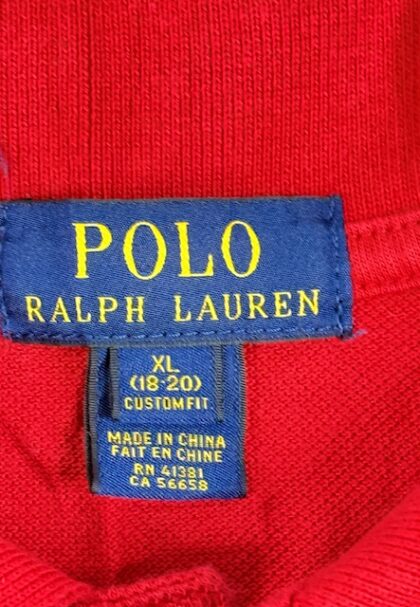 POLO
RALPH LAUREN
XL
(18-20)
CUSTOM FIT
MADE IN CHINA
FAIT EN CHINE
RN 41381
CA 56658